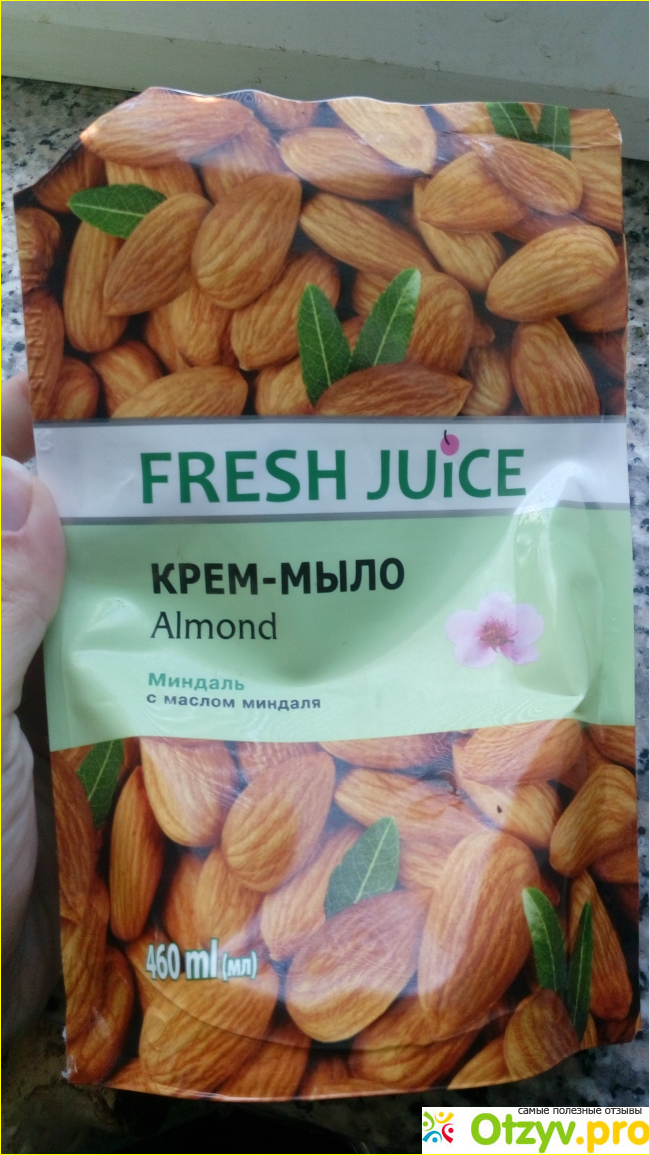 FRESH JUiCE
КРЕМ-МЫЛО
Almond
Миндаль
с маслом миндаля
460 ml (мл)
самые полезные отзывы
Otzyv.pro